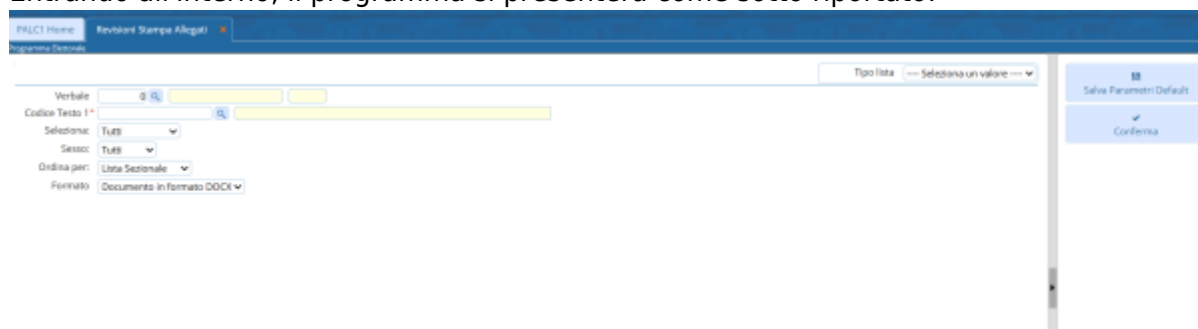 Entrando all'interno, il programma si presenterà come sotto riportato:
PALC1 Home Revisioni Stampa Allegati ×
Programma Elettorale
Tipo lista --- Seleziona un valore ---
Verbale 0
Codice Testo 1*
Seleziona: Tutti
Sesso: Tutti
Ordina per: Lista Sezionale
Formato Documento in formato DOCX
Salva Parametri Default
Conferma